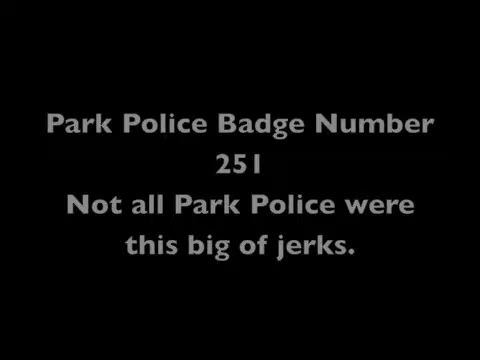 Park Police Badge Number
251
Not all Park Police were
this big of jerks.